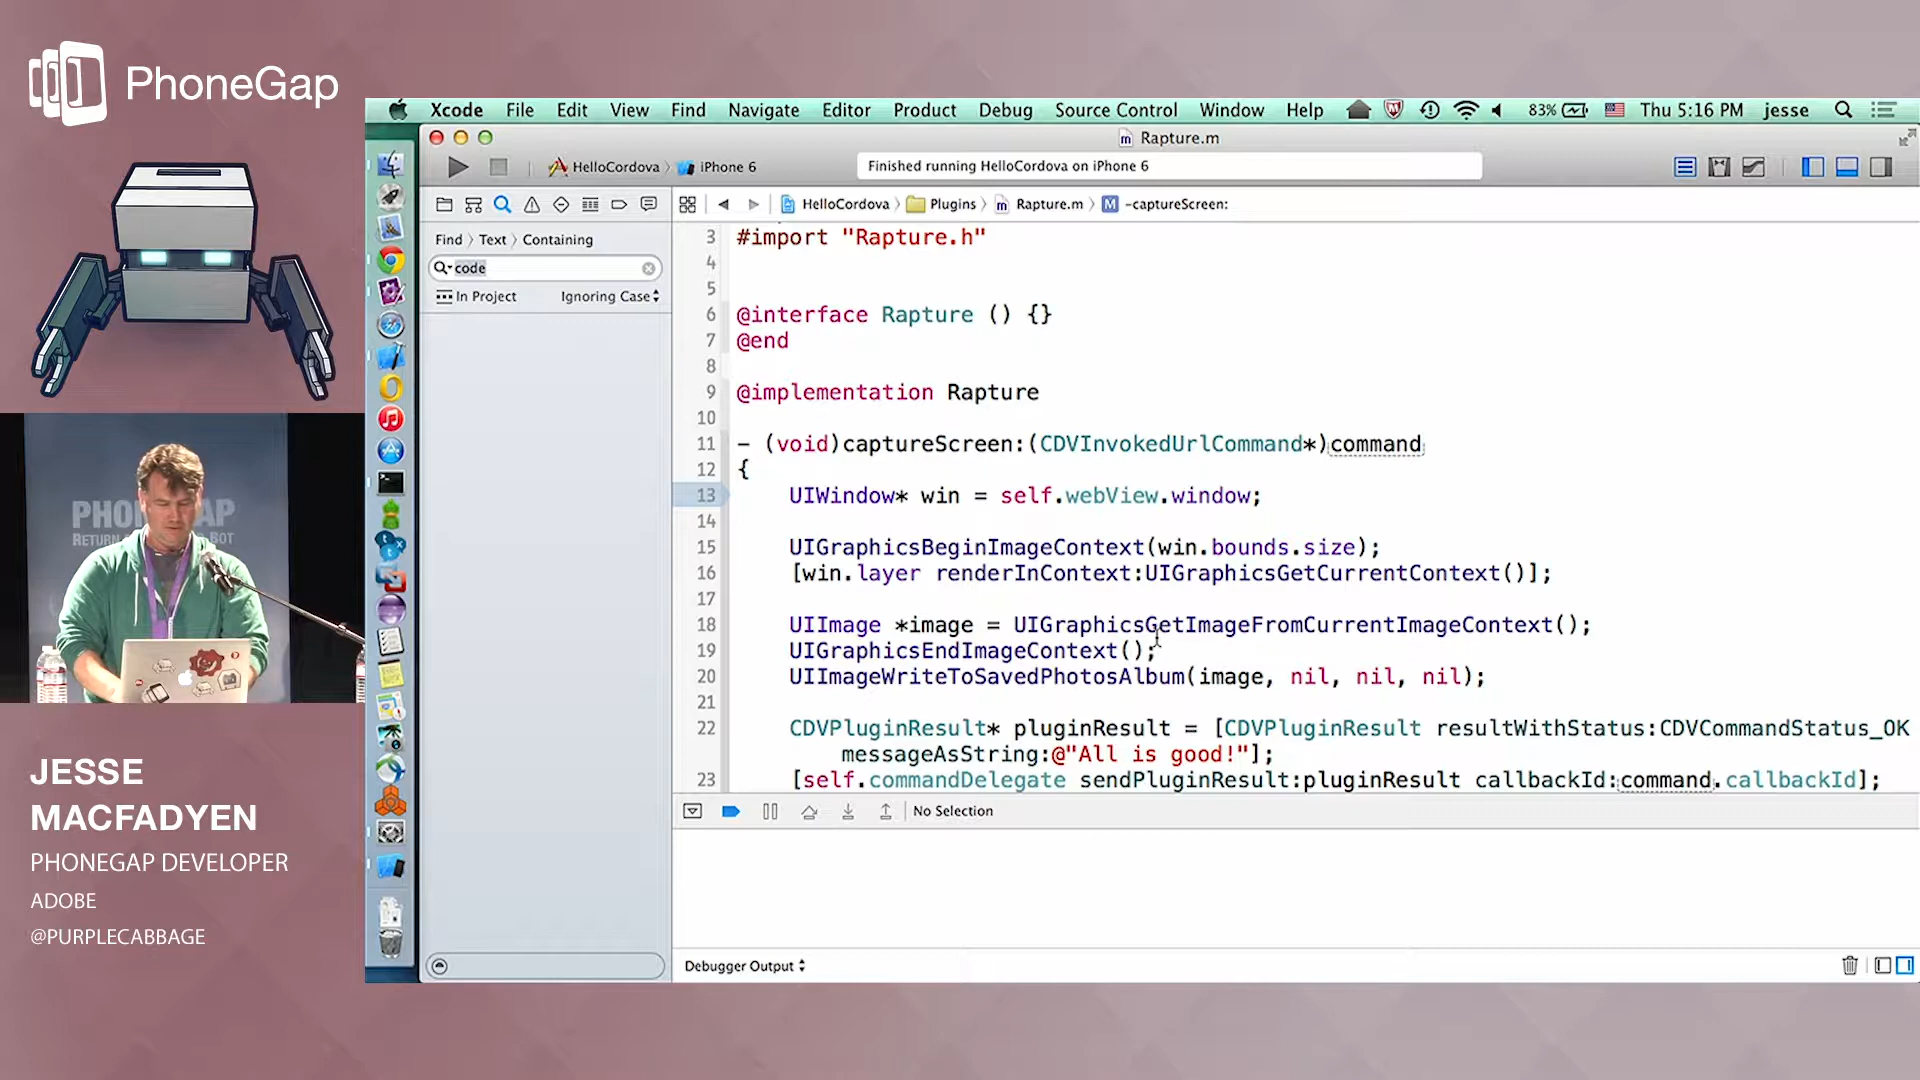 PhoneGap
Xcode File Edit View Find Navigate Editor Product Debug Source Control Window Help 83% Thu 5:16 PM jesse
Rapture.m
HelloCordova iPhone 6
Finished running HelloCordova on iPhone 6
HelloCordova Plugins Rapture.m M -captureScreen:
Find Text Containing
code
In Project Ignoring Case
3 #import "Rapture.h"
4
5
6 @interface Rapture () {}
7 @end
8
9 @implementation Rapture
10
11 - (void)captureScreen:(CDVInvokedUrlCommand*)command
12 {
13 UIWindow* win = self.webView.window;
14
15 UIGraphicsBeginImageContext(win.bounds.size);
16 [win.layer renderInContext:UIGraphicsGetCurrentContext()];
17
18 UIImage *image = UIGraphicsGetImageFromCurrentImageContext();
19 UIGraphicsEndImageContext();
20 UIImageWriteToSavedPhotosAlbum(image, nil, nil, nil);
21
22 CDVPluginResult* pluginResult = [CDVPluginResult resultWithStatus:CDVCommandStatus_OK
messageAsString:@"All is good!"];
23 [self.commandDelegate sendPluginResult:pluginResult callbackId:command.callbackId];
No Selection
Debugger Output
JESSE
MACFADYEN
PHONEGAP DEVELOPER
ADOBE
@PURPLECABBAGE